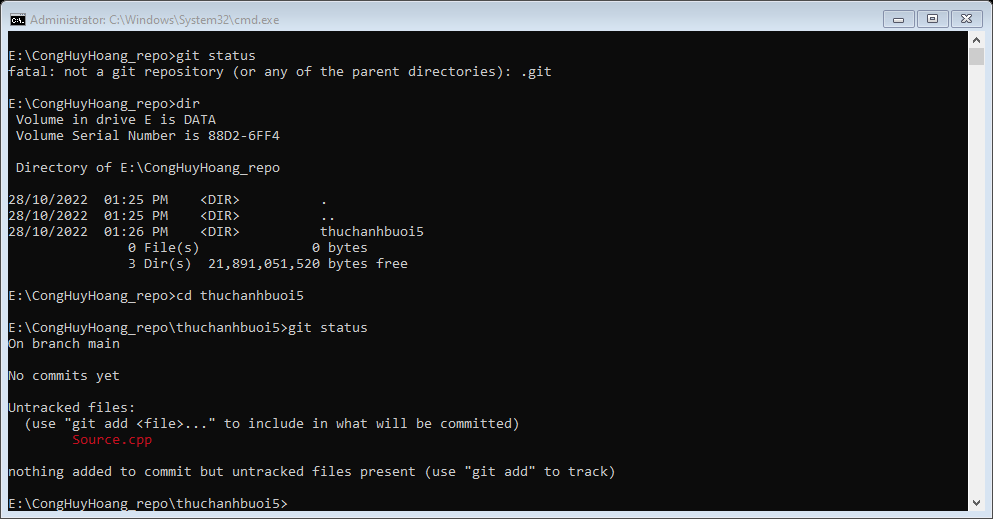 Administrator: C:\Windows\System32\cmd.exe
E:\CongHuyHoang_repo>git status
fatal: not a git repository (or any of the parent directories): .git
E:\CongHuyHoang_repo>dir
 Volume in drive E is DATA
 Volume Serial Number is 88D2-6FF4
 Directory of E:\CongHuyHoang_repo
28/10/2022  01:25 PM    <DIR>          .
28/10/2022  01:25 PM    <DIR>          ..
28/10/2022  01:26 PM    <DIR>          thuchanhbuoi5
               0 File(s)              0 bytes
               3 Dir(s)  21,891,051,520 bytes free
E:\CongHuyHoang_repo>cd thuchanhbuoi5
E:\CongHuyHoang_repo\thuchanhbuoi5>git status
On branch main
No commits yet
Untracked files:
  (use "git add <file>..." to include in what will be committed)
        Source.cpp
nothing added to commit but untracked files present (use "git add" to track)
E:\CongHuyHoang_repo\thuchanhbuoi5>